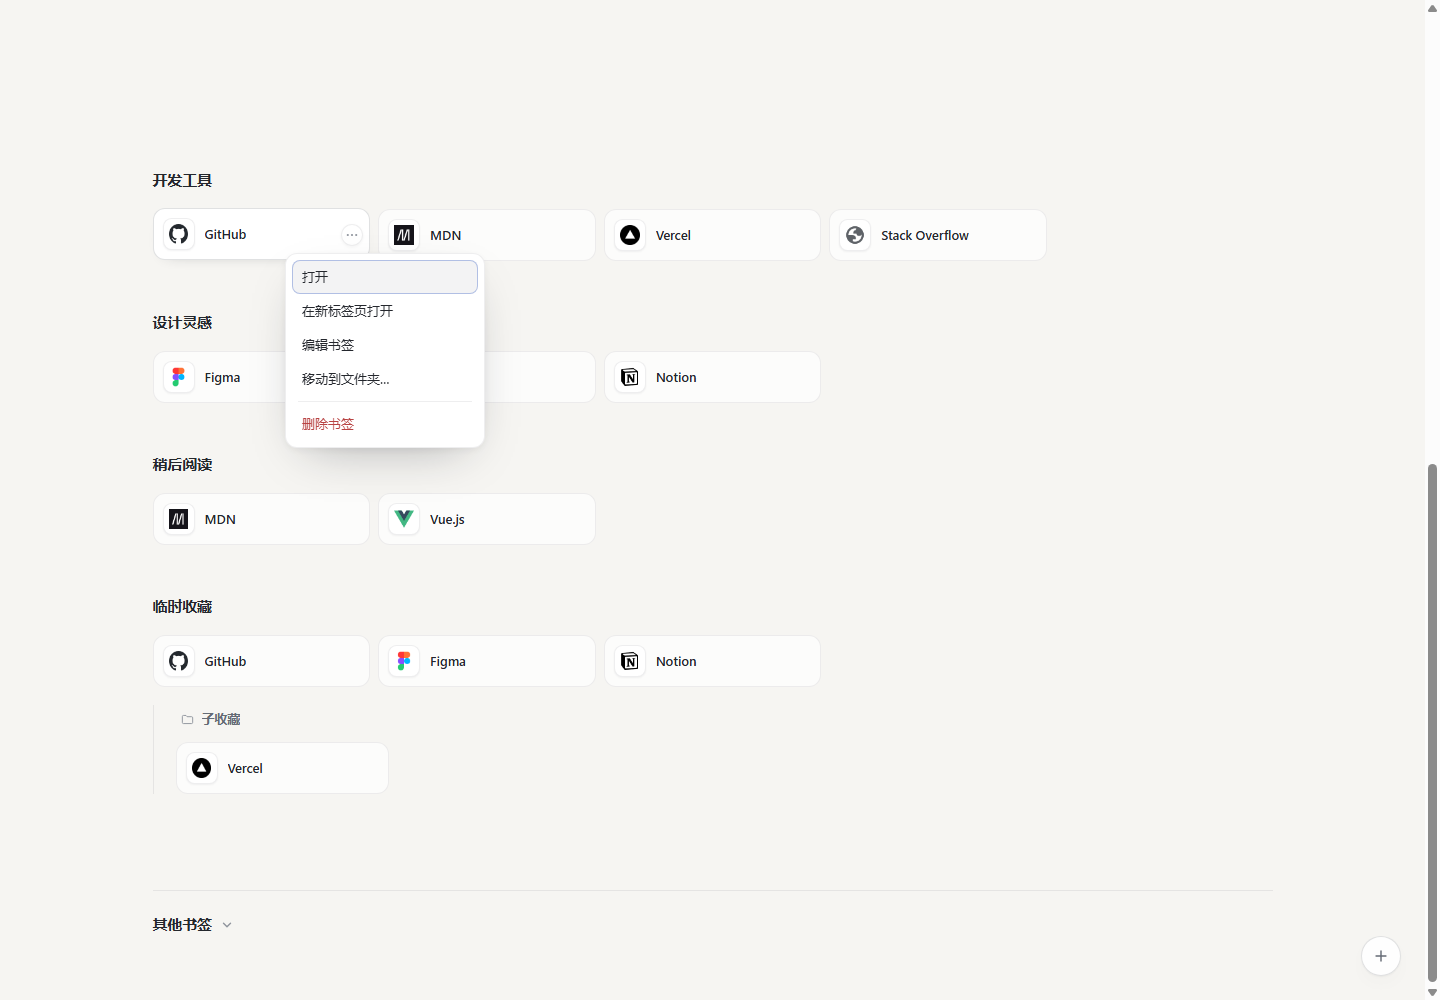 开发工具
GitHub
MDN
Vercel
Stack Overflow
打开
在新标签页打开
编辑书签
移动到文件夹...
删除书签
设计灵感
Figma
Notion
稍后阅读
MDN
Vue.js
临时收藏
GitHub
Figma
Notion
子收藏
Vercel
其他书签